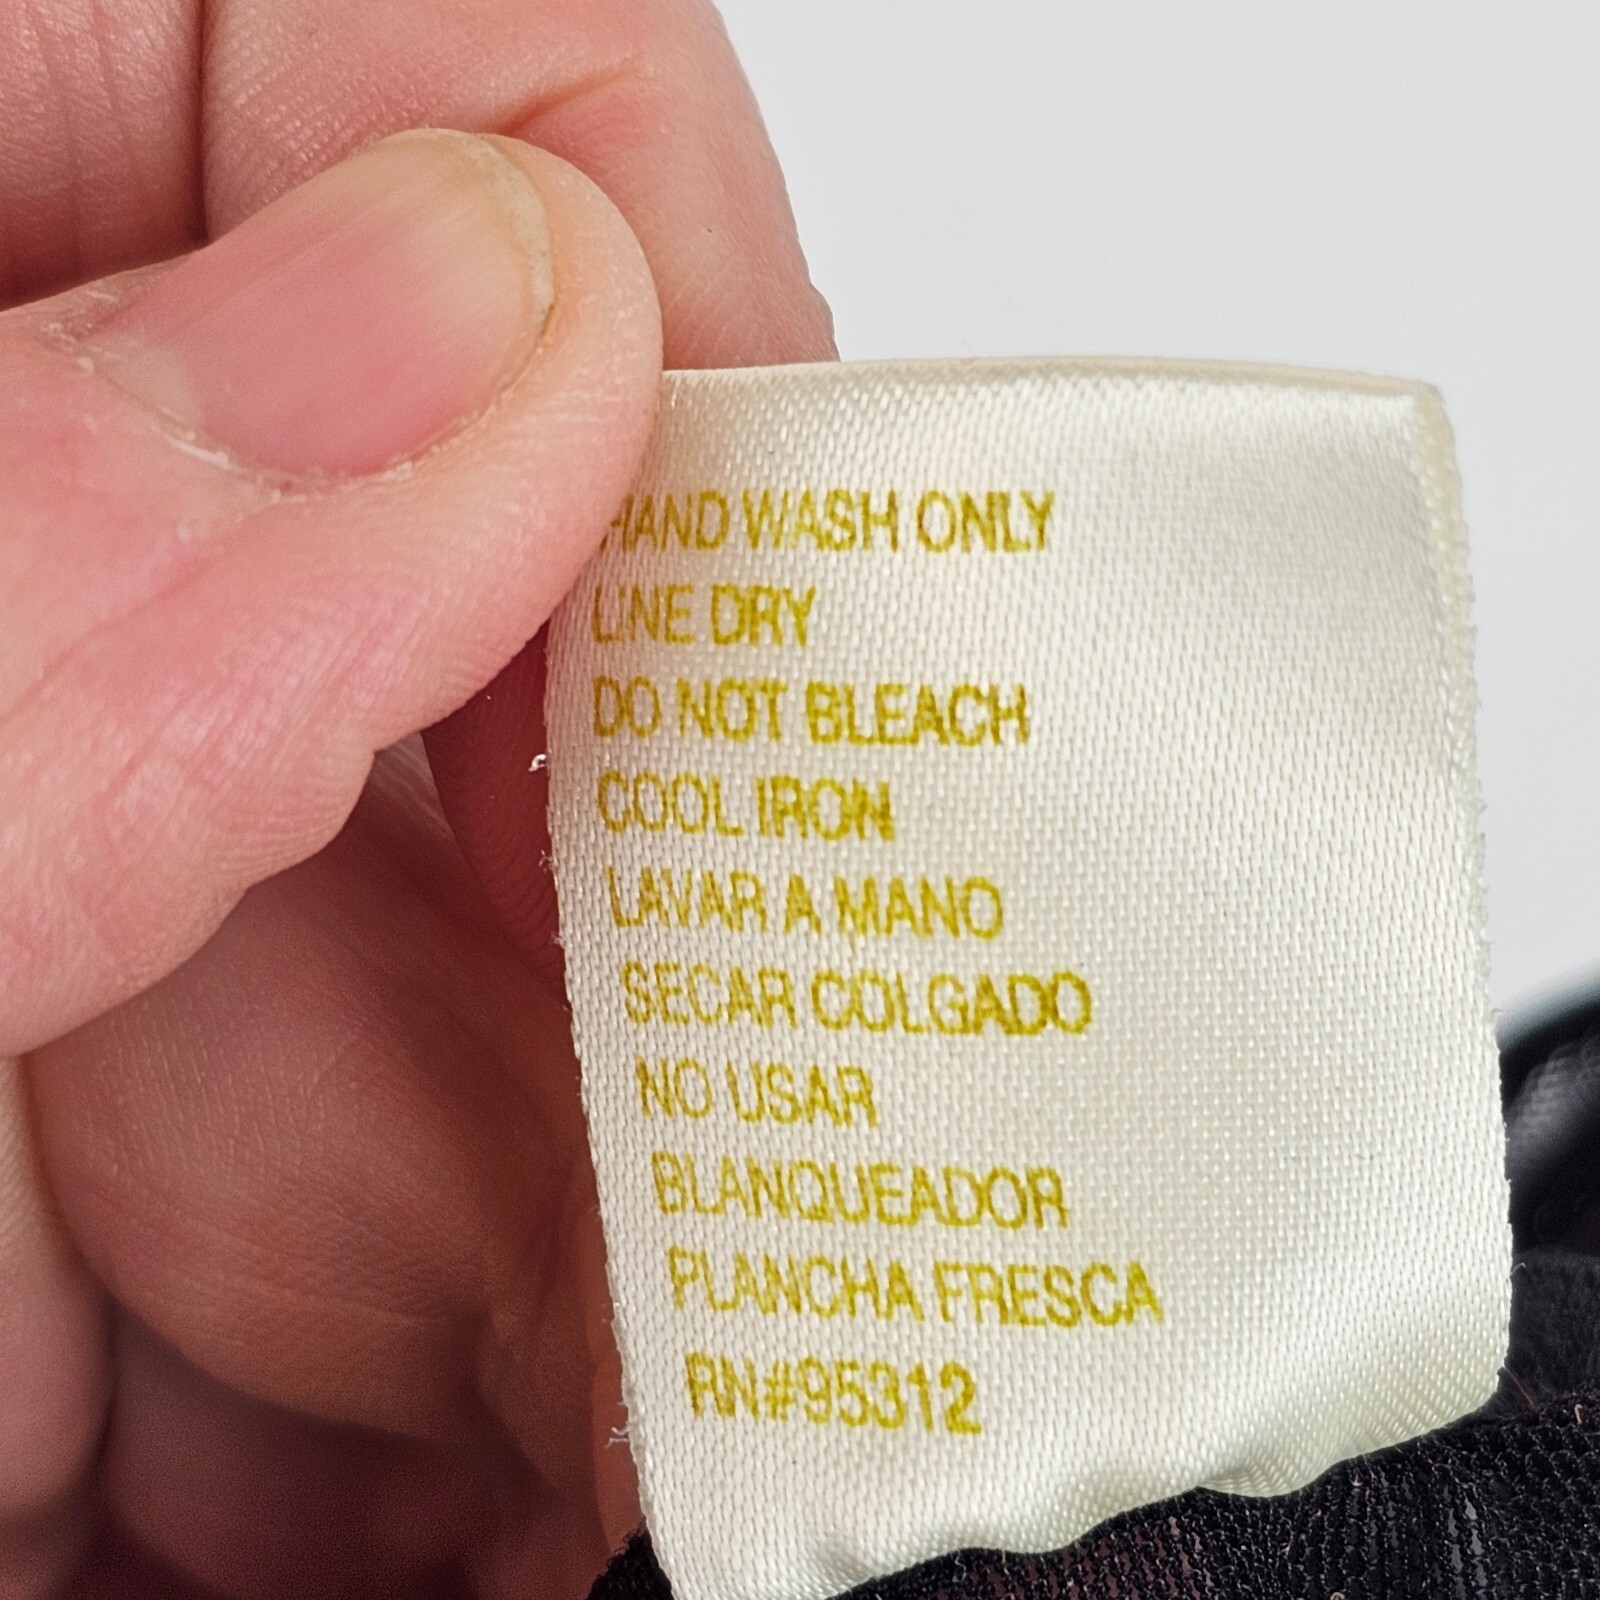 HAND WASH ONLY
LINE DRY
DO NOT BLEACH
COOL IRON
LAVAR A MANO
SECAR COLGADO
NO USAR
BLANQUEADOR
PLANCHA FRESCA
RN#95312